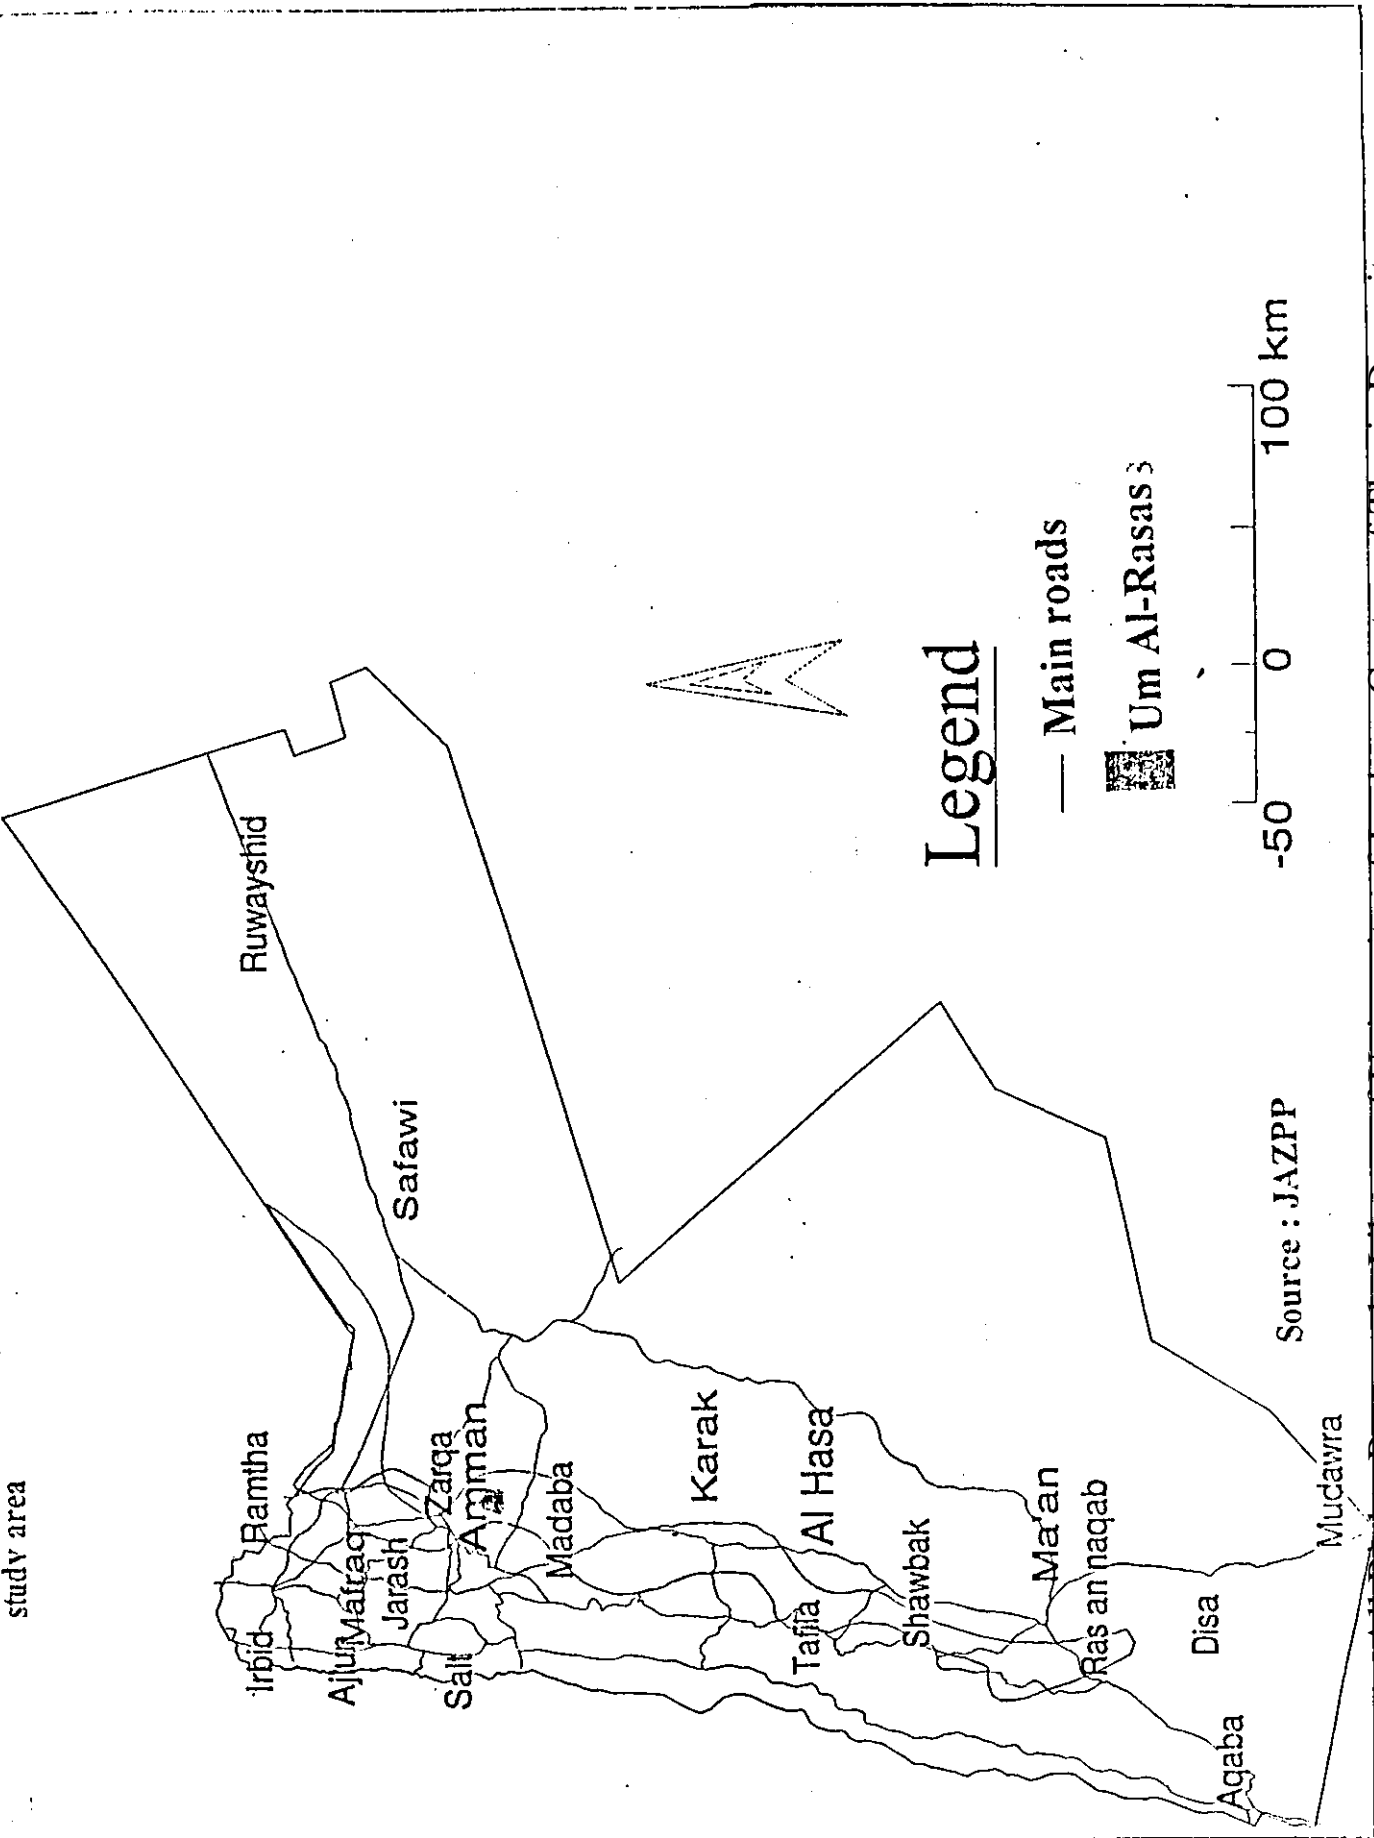 study area
Ramtha
Irbid
Ruwayshid
Mafraq
Ajlun
Jarash
Safawi
Zarqa
Salt
Amman
Madaba
Karak
Al Hasa
Tafila
Shawbak
Ma'an
Ras an naqab
Disa
Aqaba
Mudawra
Legend
Main roads
Um Al-Rasas
-50 0 100 km
Source : JAZPP